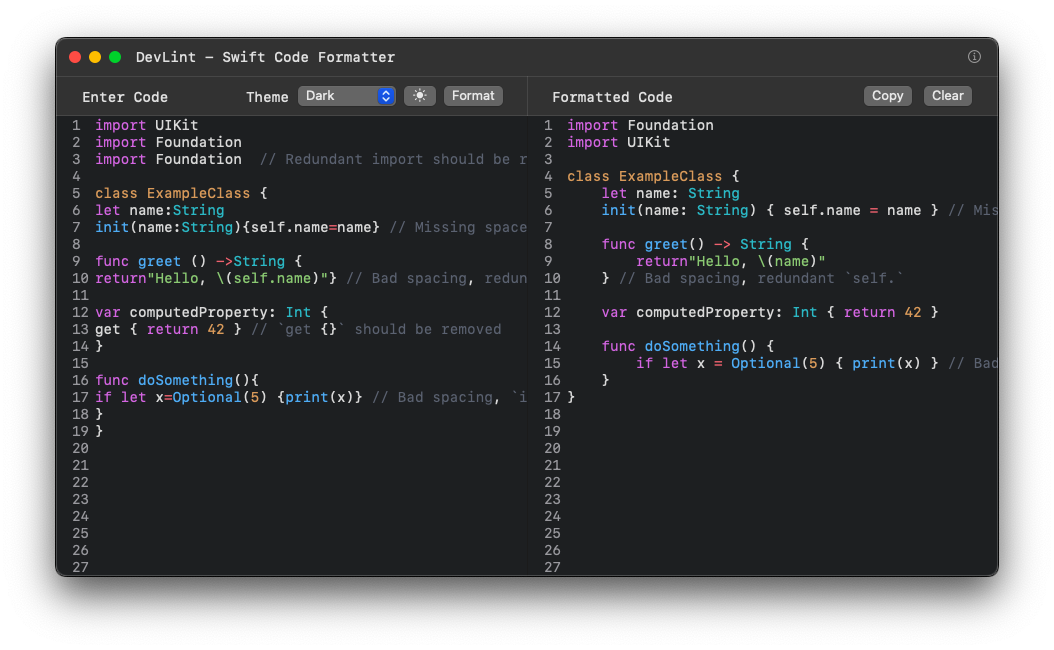 DevLint – Swift Code Formatter
Enter Code Theme Dark Format
1 import UIKit
2 import Foundation
3 import Foundation  // Redundant import should be r
4
5 class ExampleClass {
6 let name:String
7 init(name:String){self.name=name} // Missing space
8
9 func greet () ->String {
10 return"Hello, \(self.name)"} // Bad spacing, redun
11
12 var computedProperty: Int {
13 get { return 42 } // `get {}` should be removed
14 }
15
16 func doSomething(){
17 if let x=Optional(5) {print(x)} // Bad spacing, `i
18 }
19 }
20
21
22
23
24
25
26
27
Formatted Code Copy Clear
1 import Foundation
2 import UIKit
3
4 class ExampleClass {
5     let name: String
6     init(name: String) { self.name = name } // Mis
7
8     func greet() -> String {
9         return"Hello, \(name)"
10     } // Bad spacing, redundant `self.`
11
12     var computedProperty: Int { return 42 }
13
14     func doSomething() {
15         if let x = Optional(5) { print(x) } // Bad
16     }
17 }
18
19
20
21
22
23
24
25
26
27